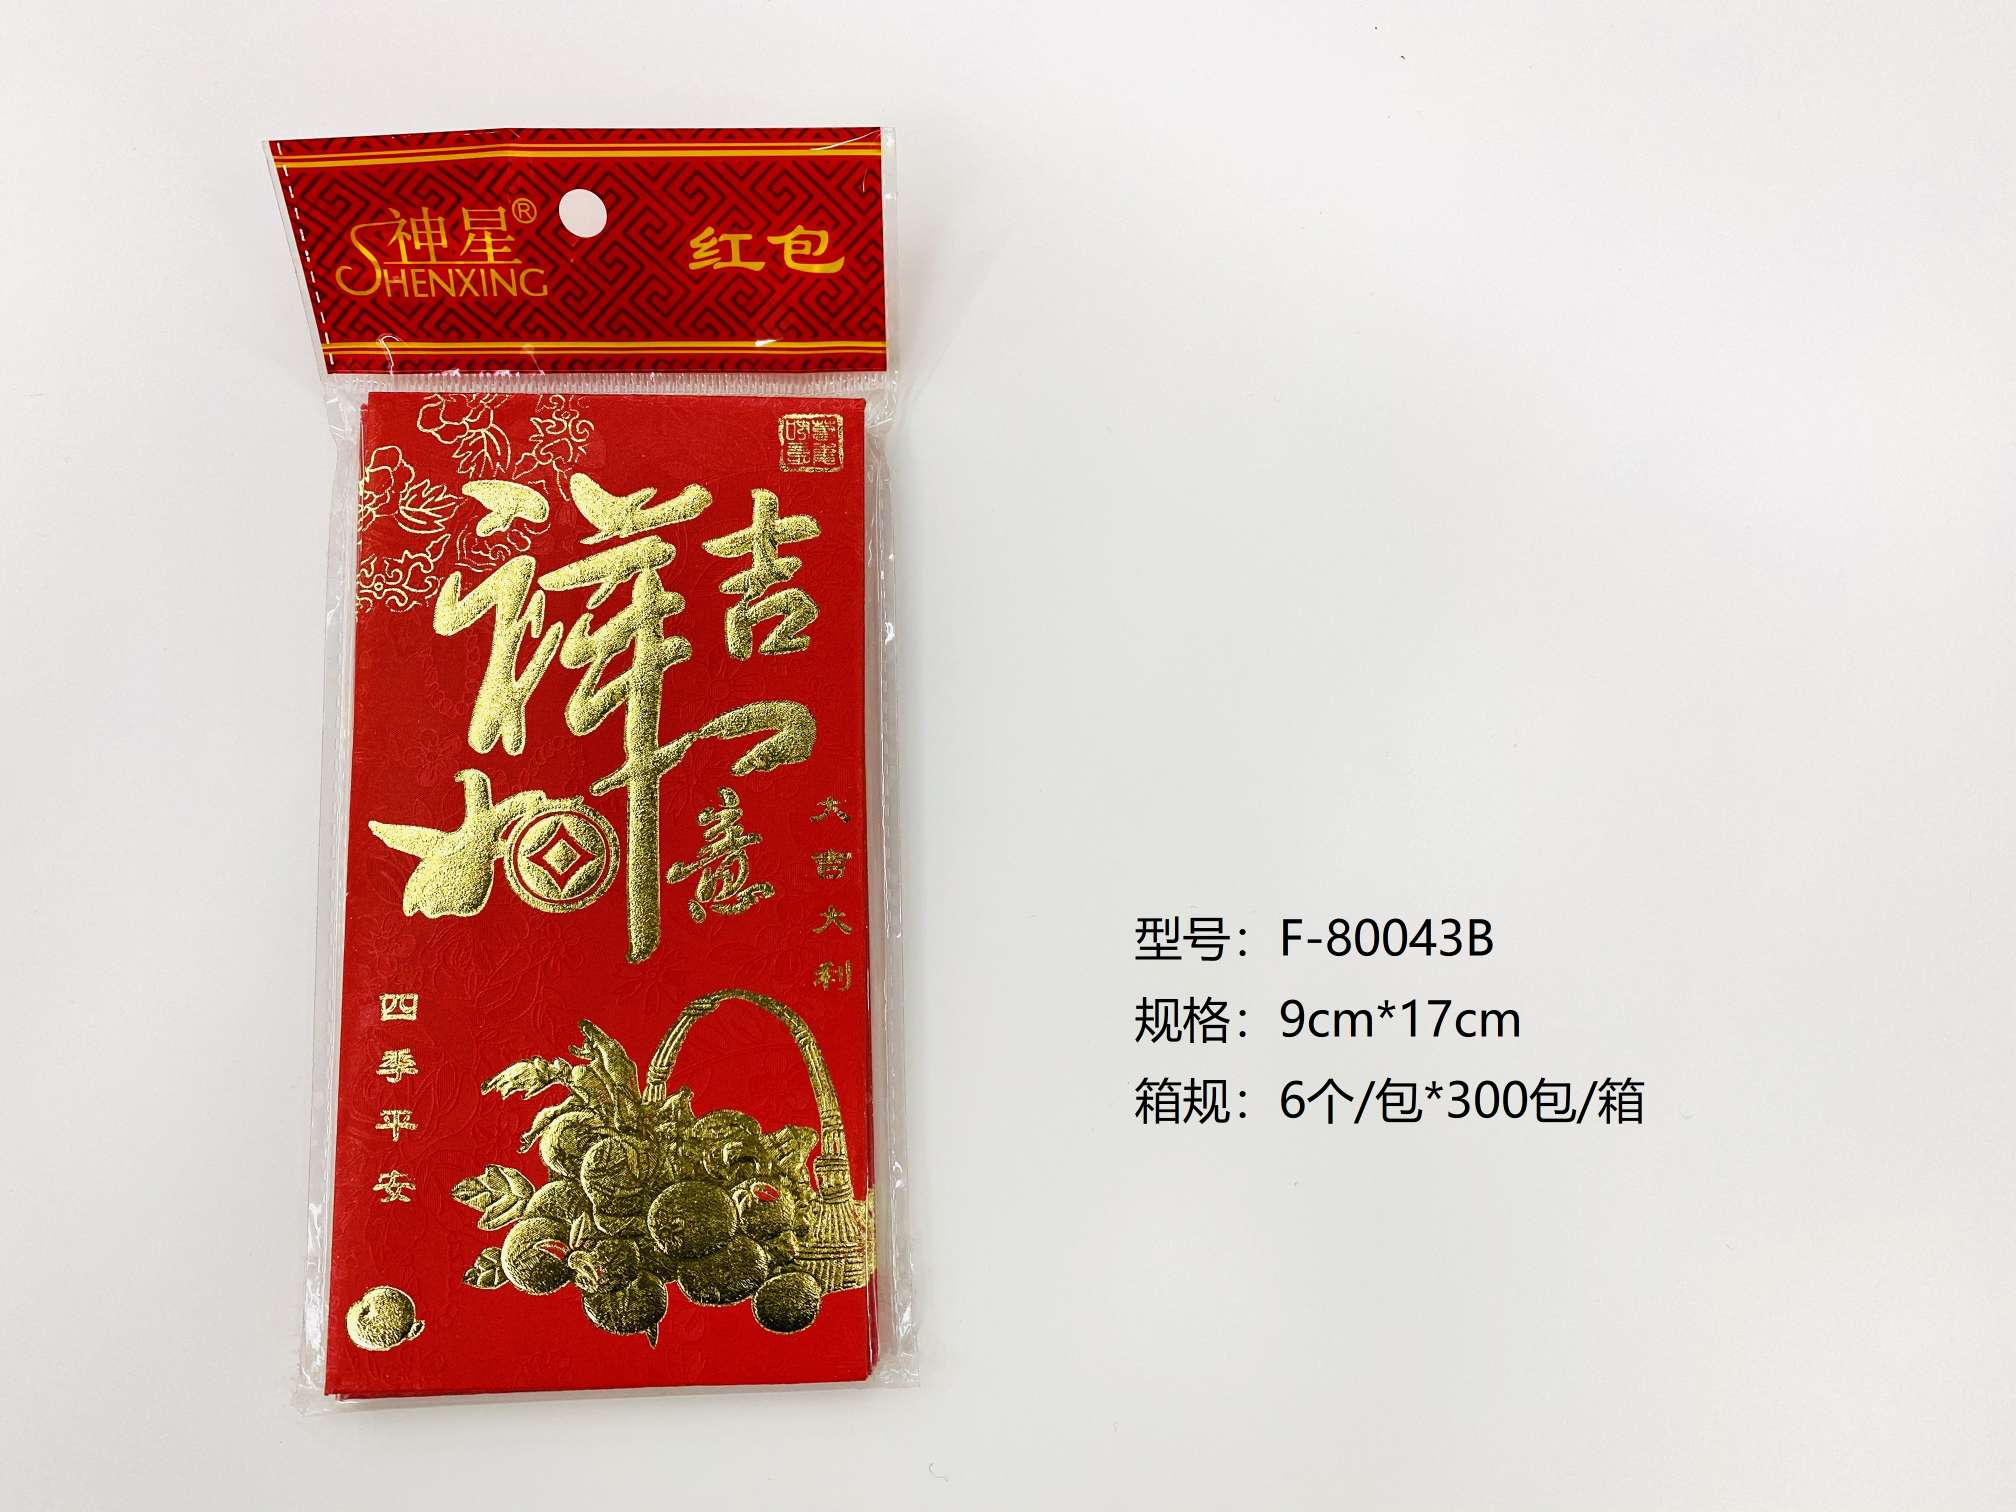 神星®
SHENXING
红包
吉祥如意
大吉大利
四季平安
型号：F-80043B
规格：9cm*17cm
箱规：6个/包*300包/箱